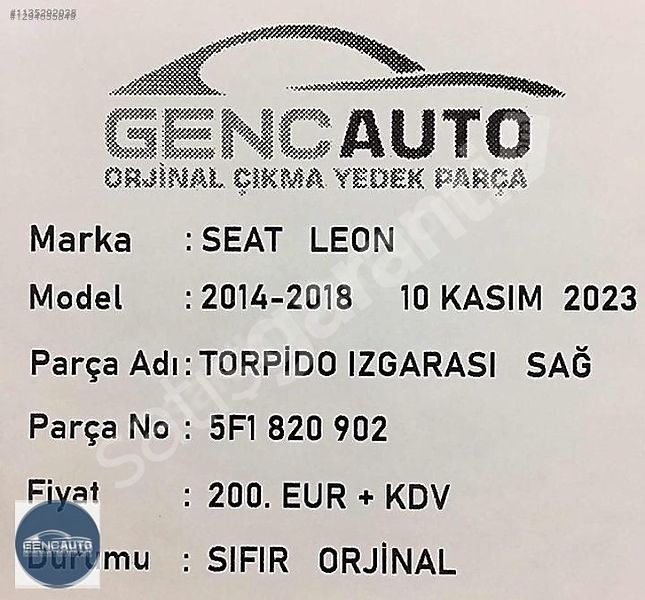 GENCAUTO
ORJİNAL ÇIKMA YEDEK PARÇA
Marka : SEAT LEON
Model : 2014-2018 10 KASIM 2023
Parça Adı : TORPİDO IZGARASI SAĞ
Parça No : 5F1 820 902
Fiyat : 200. EUR + KDV
GENCAUTO
Durumu : SIFIR ORJİNAL